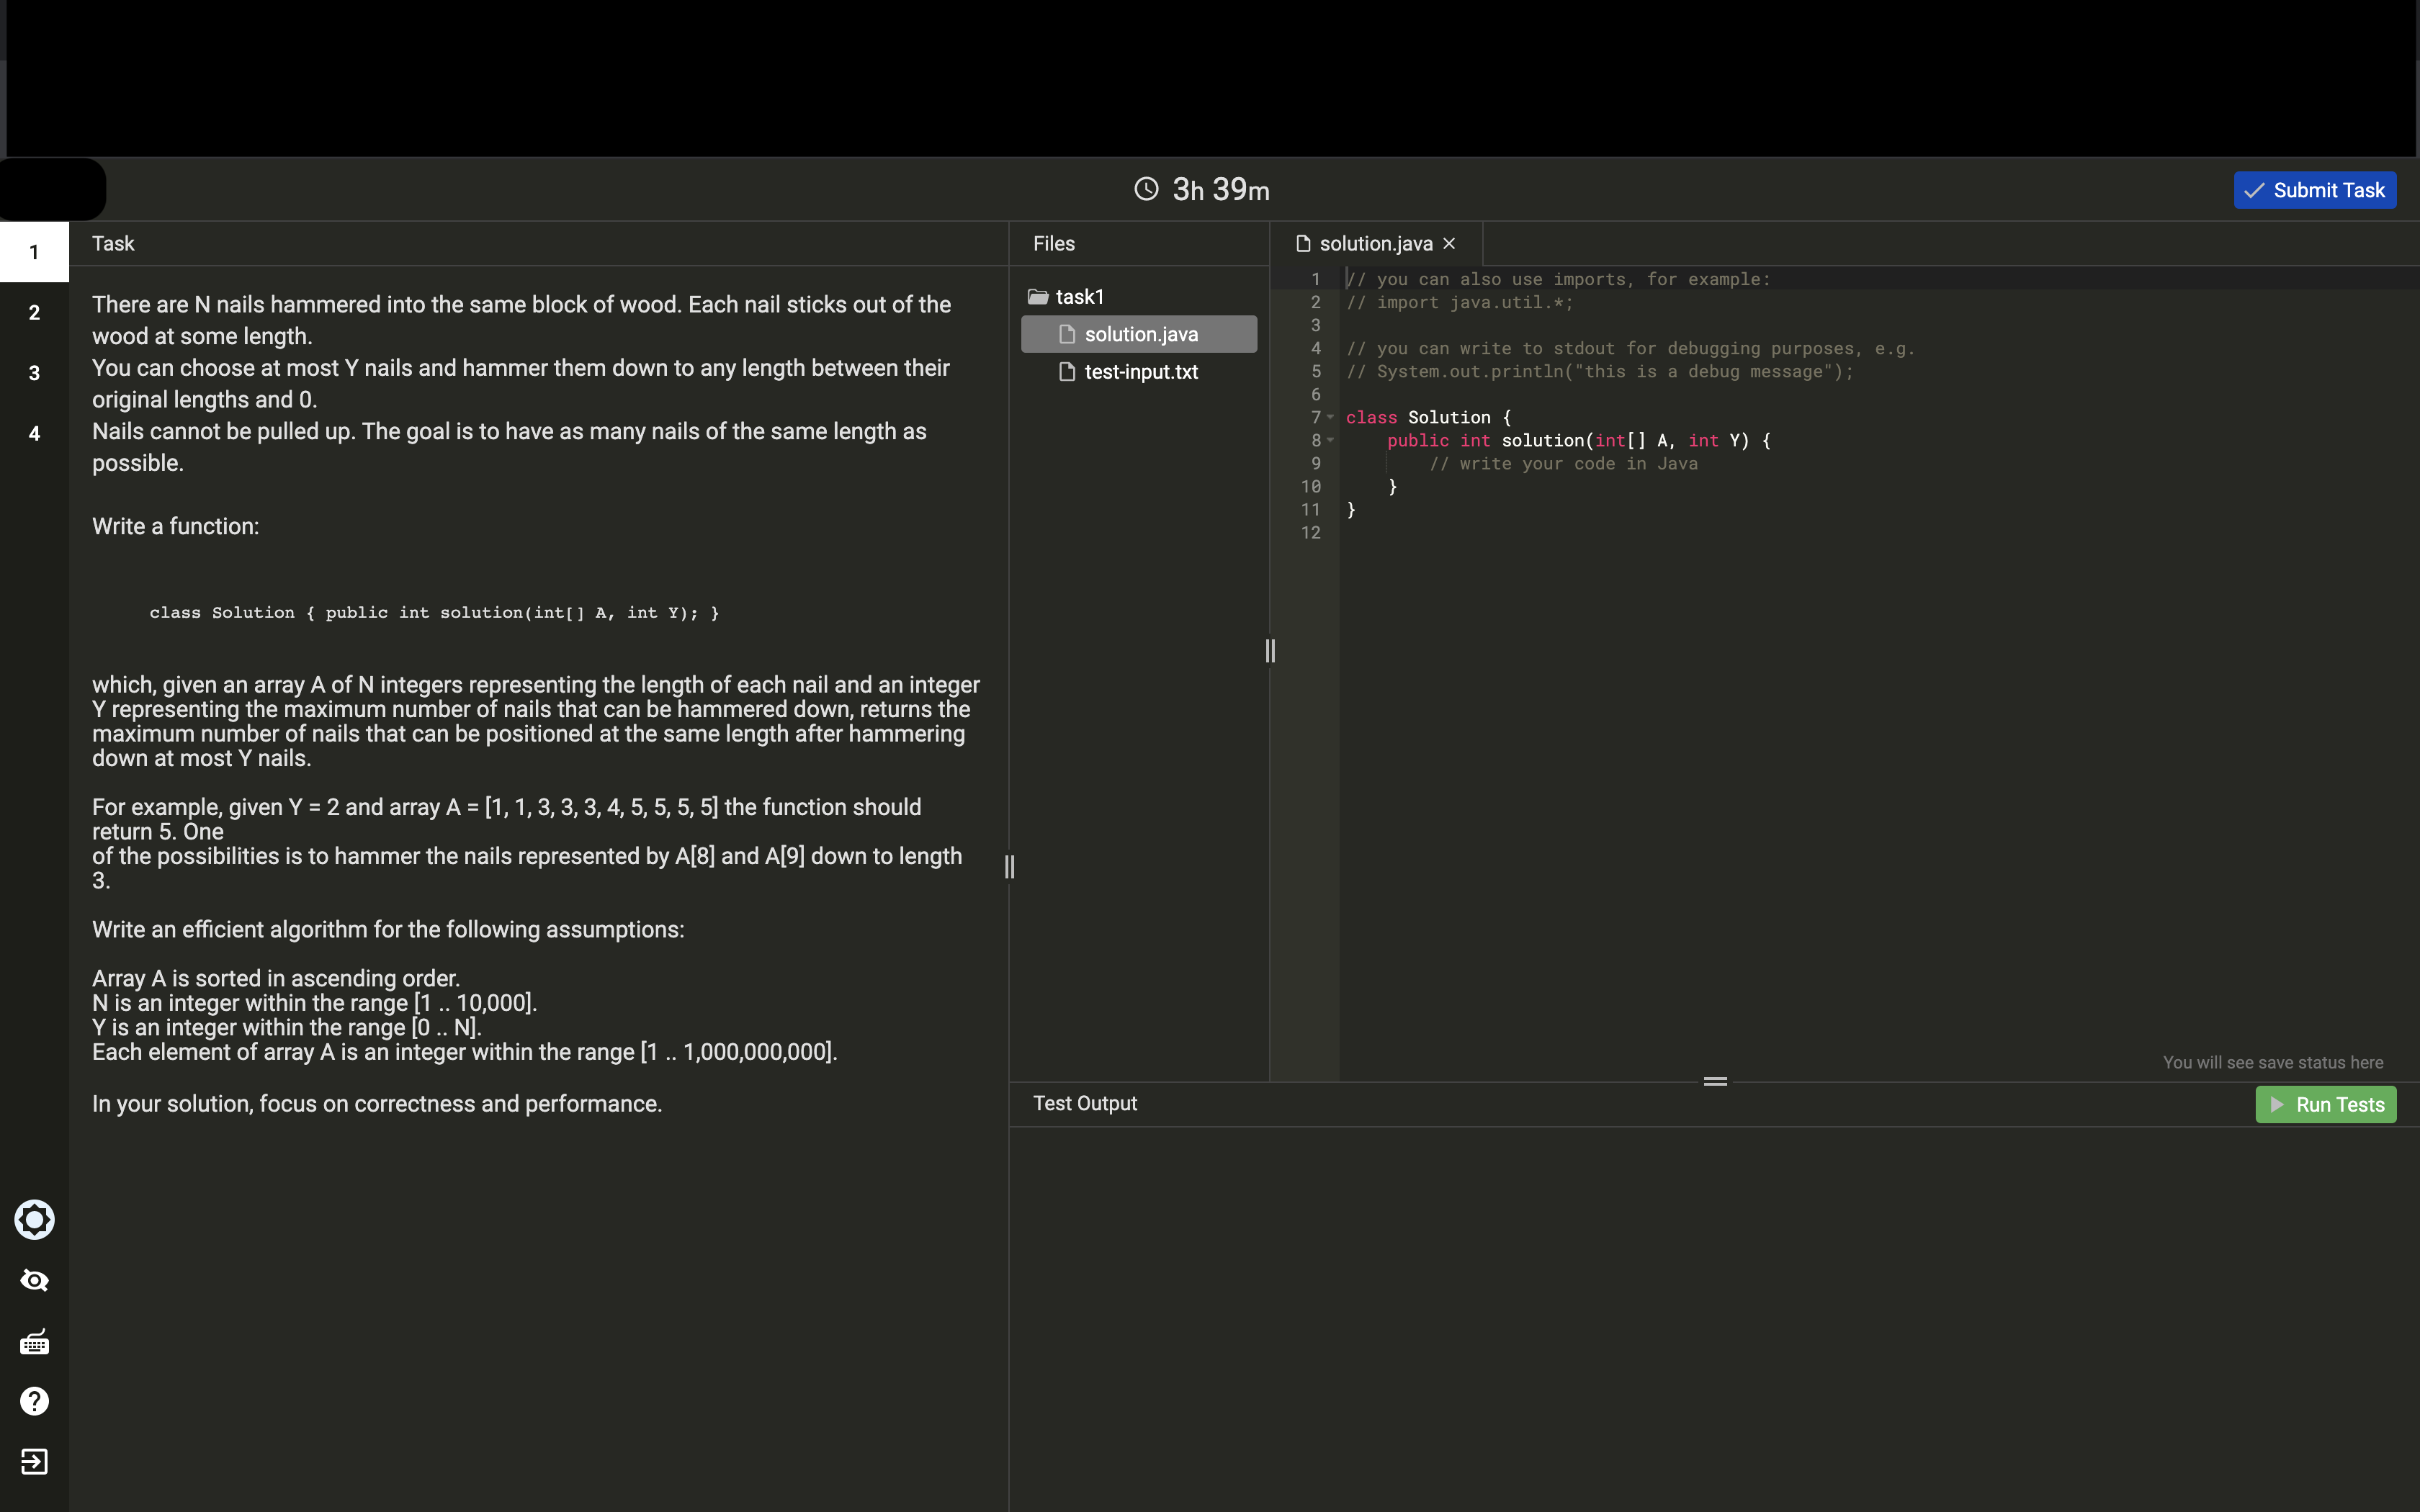 3h 39m
Submit Task
1
2
3
4
Task
There are N nails hammered into the same block of wood. Each nail sticks out of the
wood at some length.
You can choose at most Y nails and hammer them down to any length between their
original lengths and 0.
Nails cannot be pulled up. The goal is to have as many nails of the same length as
possible.
Write a function:
class Solution { public int solution(int[] A, int Y); }
which, given an array A of N integers representing the length of each nail and an integer
Y representing the maximum number of nails that can be hammered down, returns the
maximum number of nails that can be positioned at the same length after hammering
down at most Y nails.
For example, given Y = 2 and array A = [1, 1, 3, 3, 3, 4, 5, 5, 5, 5] the function should
return 5. One
of the possibilities is to hammer the nails represented by A[8] and A[9] down to length
3.
Write an efficient algorithm for the following assumptions:
Array A is sorted in ascending order.
N is an integer within the range [1 .. 10,000].
Y is an integer within the range [0 .. N].
Each element of array A is an integer within the range [1 .. 1,000,000,000].
In your solution, focus on correctness and performance.
Files
task1
solution.java
test-input.txt
solution.java
1 // you can also use imports, for example:
2 // import java.util.*;
3
4 // you can write to stdout for debugging purposes, e.g.
5 // System.out.println("this is a debug message");
6
7 class Solution {
8 public int solution(int[] A, int Y) {
9 // write your code in Java
10 }
11 }
12
You will see save status here
Test Output
Run Tests